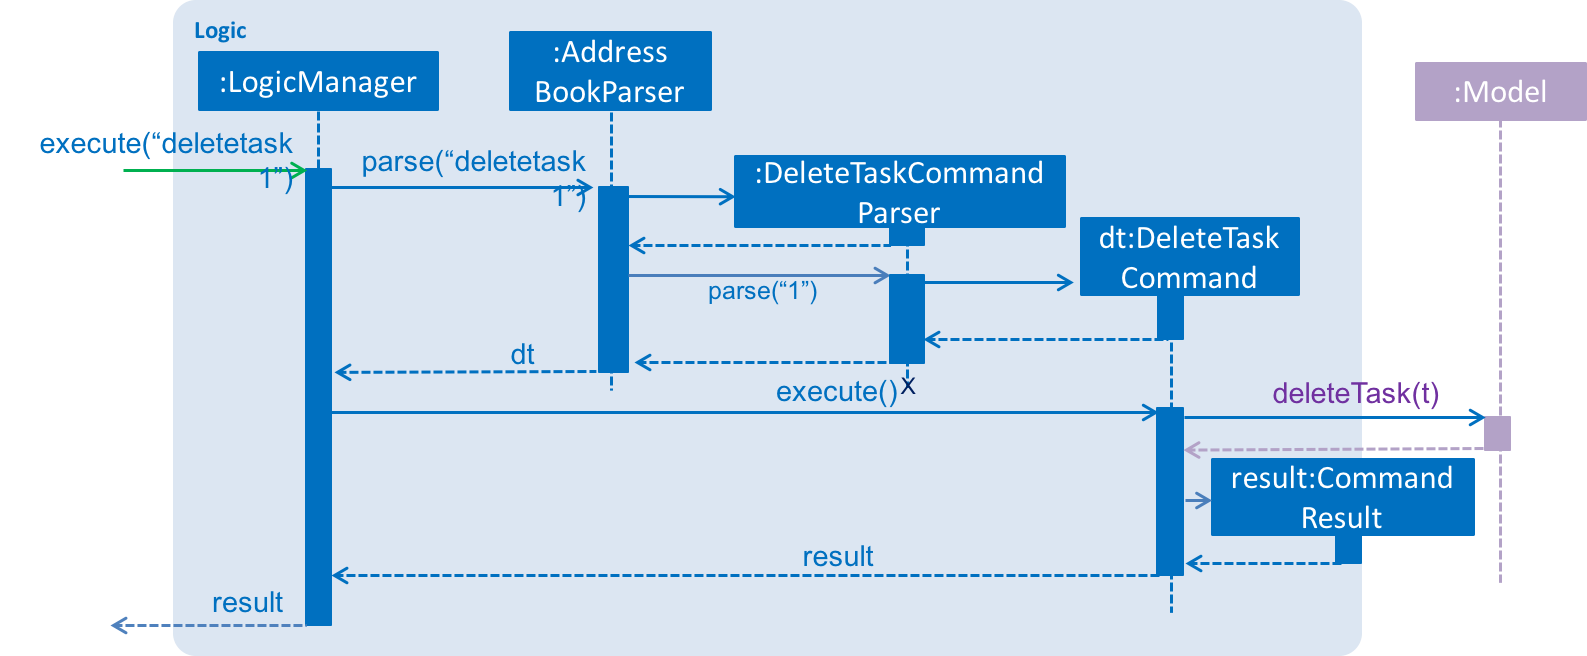 Logic
:LogicManager
:Address
BookParser
:Model
execute(“deletetask
1”)
parse(“deletetask
1”)
:DeleteTaskCommand
Parser
dt:DeleteTask
Command
parse(“1”)
dt
execute()
X
deleteTask(t)
result:Command
Result
result
result